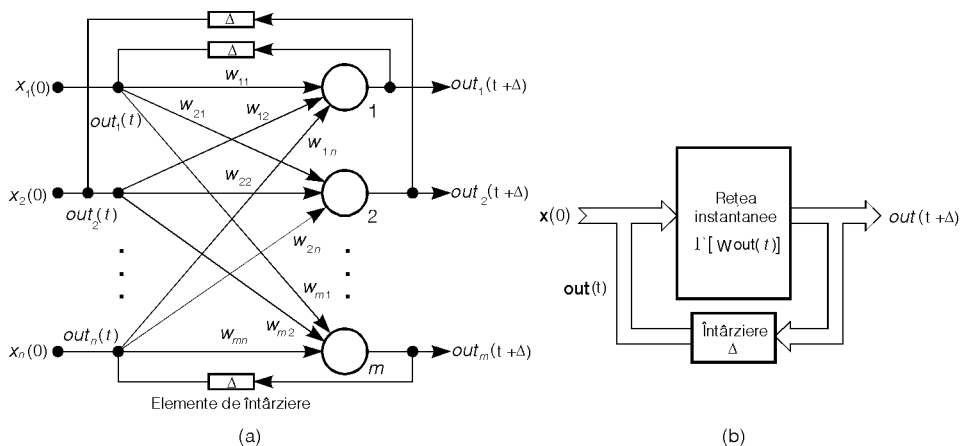 Δ
Δ
x1(0)
w11
1
out1(t +Δ)
out1(t)
w21
w12
w1n
x2(0)
w22
2
out2(t+Δ)
out2(t)
w2n
wm1
xn(0)
outn(t)
wmn
wm2
m
outm(t+Δ)
Δ
Elemente de întârziere
(a)
x(0)
Rețea
instantanee
Γ[Wout(t)]
out(t+Δ)
out(t)
Întârziere
Δ
(b)